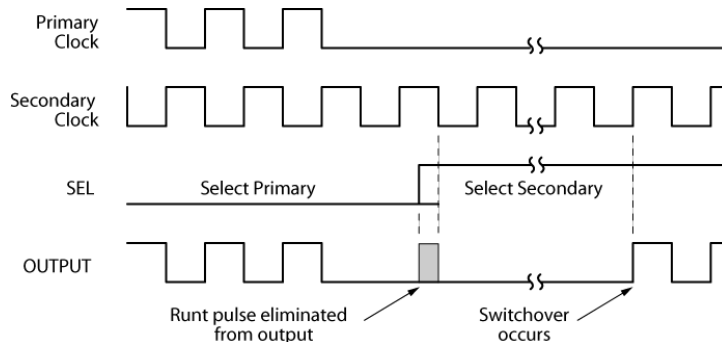 Primary
Clock
Secondary
Clock
SEL
Select Primary
Select Secondary
OUTPUT
Runt pulse eliminated
from output
Switchover
occurs